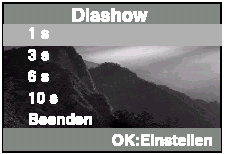 Diashow
1 s
3 s
6 s
10 s
Beenden
OK:Einstellen